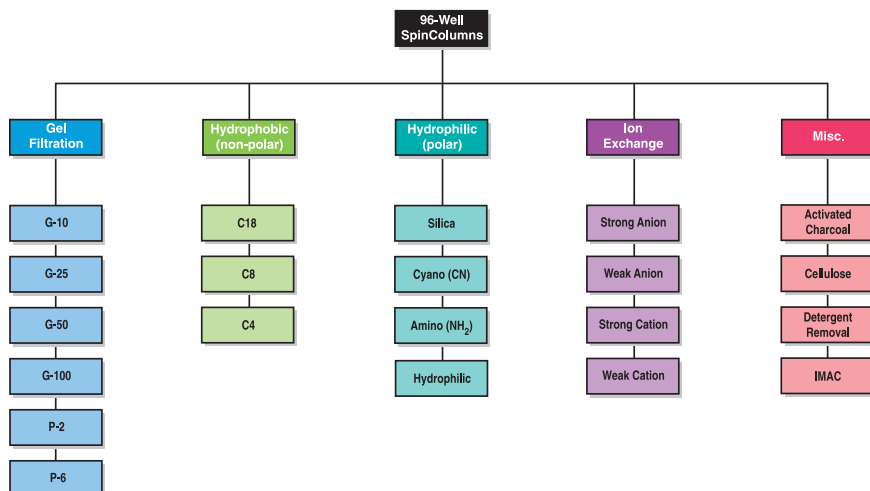 96-Well
SpinColumns
Gel
Filtration
Hydrophobic
(non-polar)
Hydrophilic
(polar)
Ion
Exchange
Misc.
G-10
C18
Silica
Strong Anion
Activated
Charcoal
G-25
C8
Cyano (CN)
Weak Anion
Cellulose
G-50
C4
Amino (NH₂)
Strong Cation
Detergent
Removal
G-100
Hydrophilic
Weak Cation
IMAC
P-2
P-6